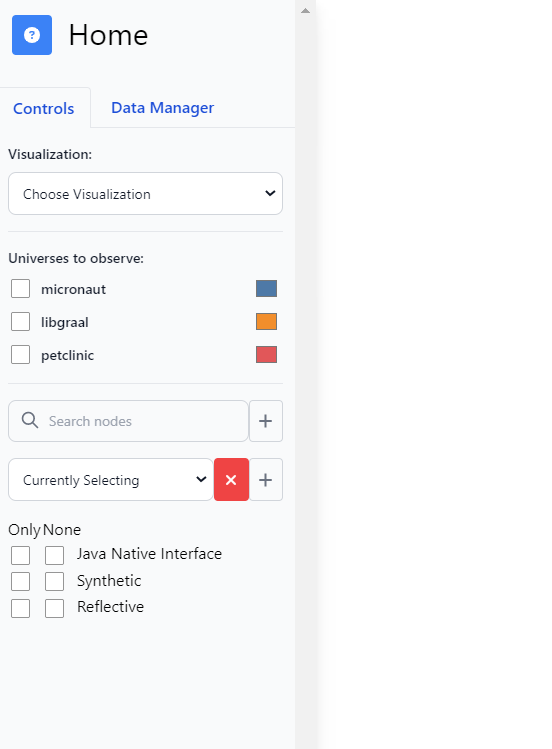 Home
Controls Data Manager
Visualization:
Choose Visualization
Universes to observe:
micronaut
libgraal
petclinic
Search nodes
Currently Selecting
Only None
Java Native Interface
Synthetic
Reflective